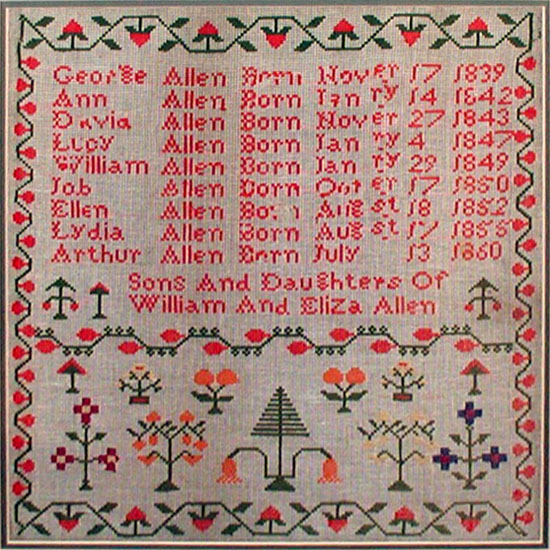 George Allen Born Nover 17 1839
Ann Allen Born Janry 14 1842
David Allen Born Nover 27 1843
Lucy Allen Born Janry 4 1847
William Allen Born Janry 29 1849
Job Allen Born Octer 17 1850
Ellen Allen Born Augst 18 1852
Lydia Allen Born Augst 17 1855
Arthur Allen Born July 13 1860
Sons And Daughters Of
William And Eliza Allen